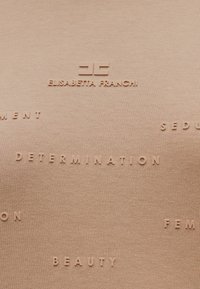 ELISABETTA FRANCHI
MENT
SEDU
DETERMINATION
ON
FEM
BEAUTY